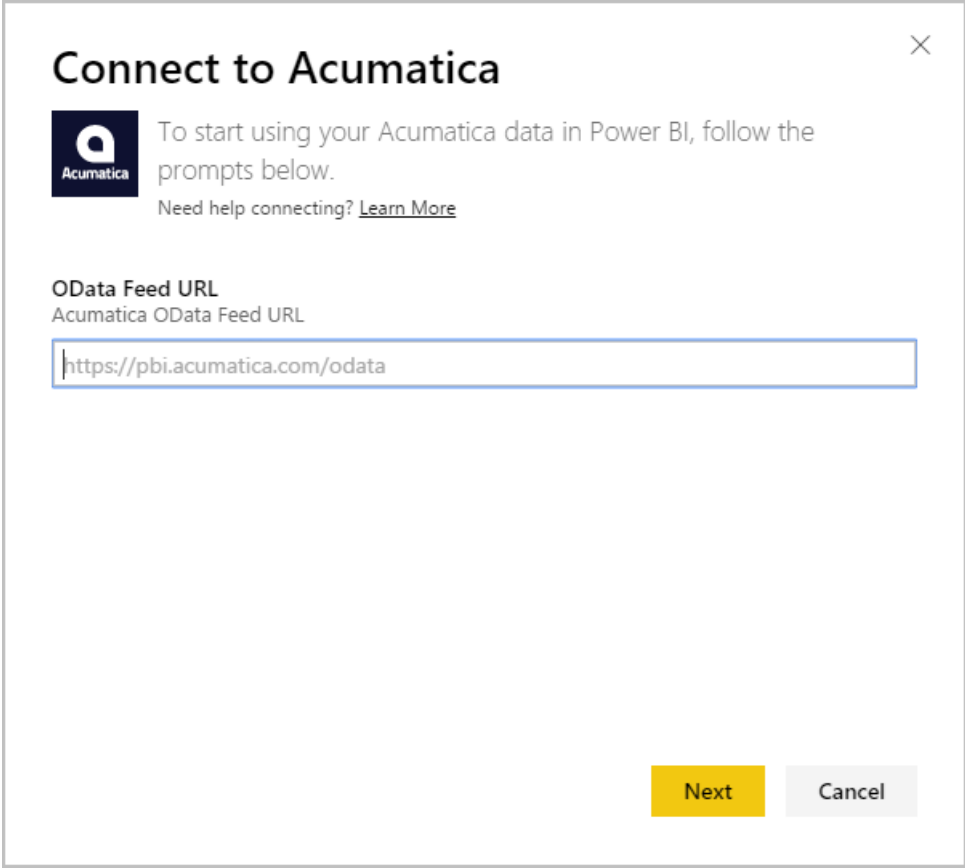 Connect to Acumatica
Acumatica
To start using your Acumatica data in Power BI, follow the
prompts below.
Need help connecting? Learn More
OData Feed URL
Acumatica OData Feed URL
https://pbi.acumatica.com/odata
Next Cancel